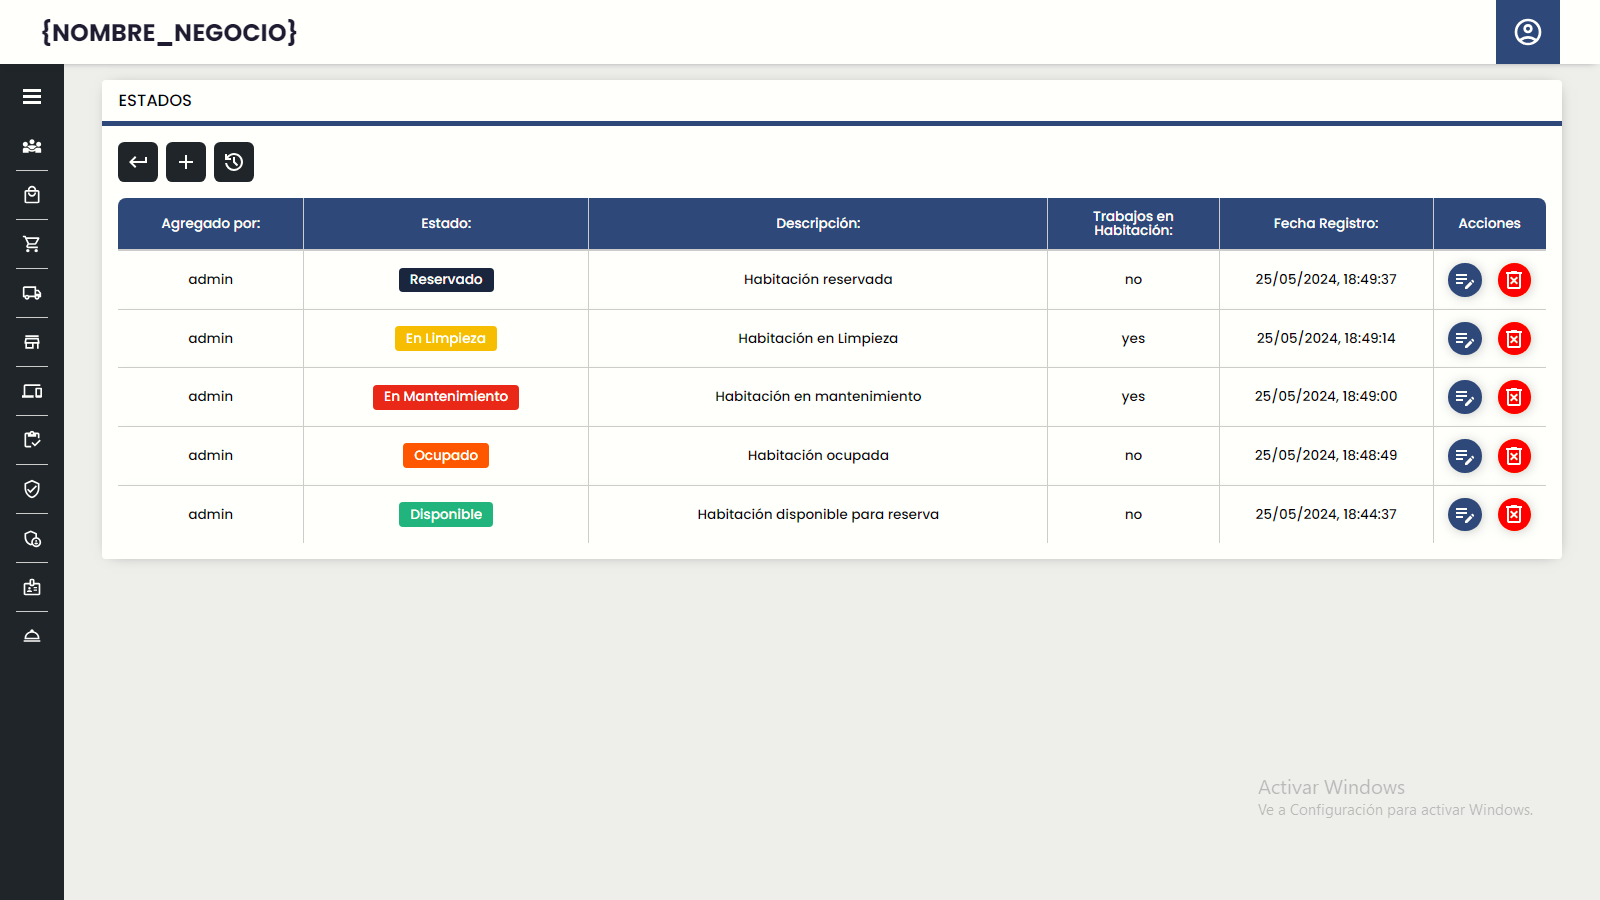 {NOMBRE_NEGOCIO}
ESTADOS
Agregado por: Estado: Descripción: Trabajos en Habitación: Fecha Registro: Acciones
admin Reservado Habitación reservada no 25/05/2024, 18:49:37
admin En Limpieza Habitación en Limpieza yes 25/05/2024, 18:49:14
admin En Mantenimiento Habitación en mantenimiento yes 25/05/2024, 18:49:00
admin Ocupado Habitación ocupada no 25/05/2024, 18:48:49
admin Disponible Habitación disponible para reserva no 25/05/2024, 18:44:37
Activar Windows
Ve a Configuración para activar Windows.